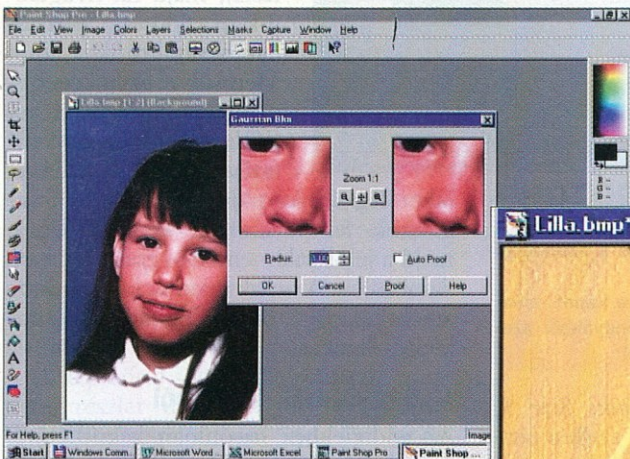 Paint Shop Pro - Lilla.bmp
File Edit View Image Colors Layers Selections Masks Capture Window Help
Lilla.bmp [1:2] (Background)
Gaussian Blur
Zoom 1:1
Radius:
Auto Proof
OK Cancel Proof Help
R -
G -
B -
Lilla.bmp*
For Help, press F1
Image
Start Windows Comm... Microsoft Word ... Microsoft Excel Paint Shop Pro Paint Shop ...